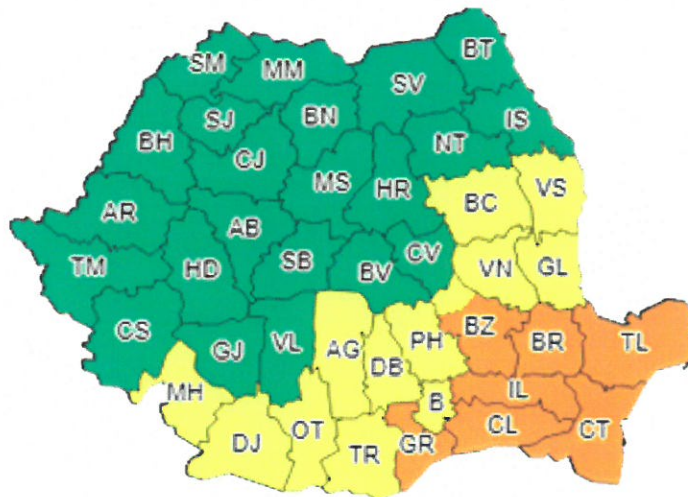 BT
SM MM SV
SJ BN IS
BH CJ NT
MS HR VS
AR AB BC
TM HD SB BV CV VN GL
CS GJ VL AG PH BZ BR TL
MH DB
DJ OT B IL
TR GR CL CT